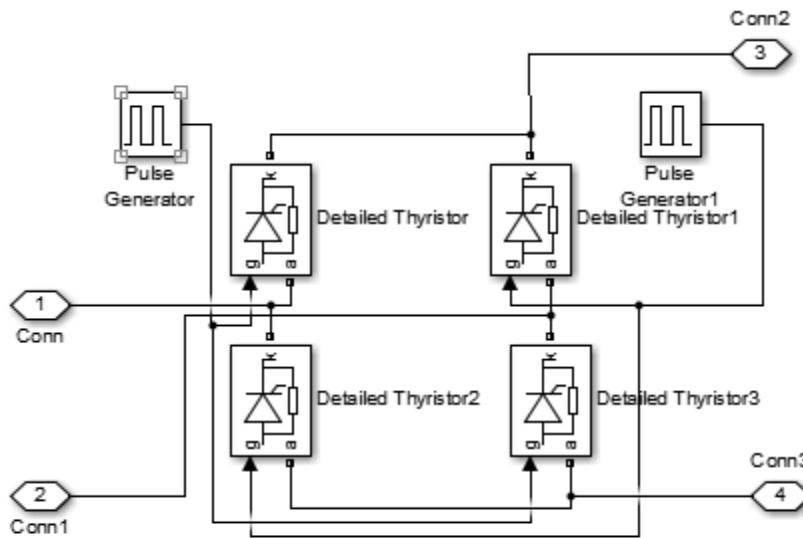 Conn2
3
Pulse
Generator
Pulse
Generator1
k
k
Detailed Thyristor
Detailed Thyristor1
g
a
g
a
1
Conn
k
k
Detailed Thyristor2
Detailed Thyristor3
g
a
g
a
Conn3
2
4
Conn1